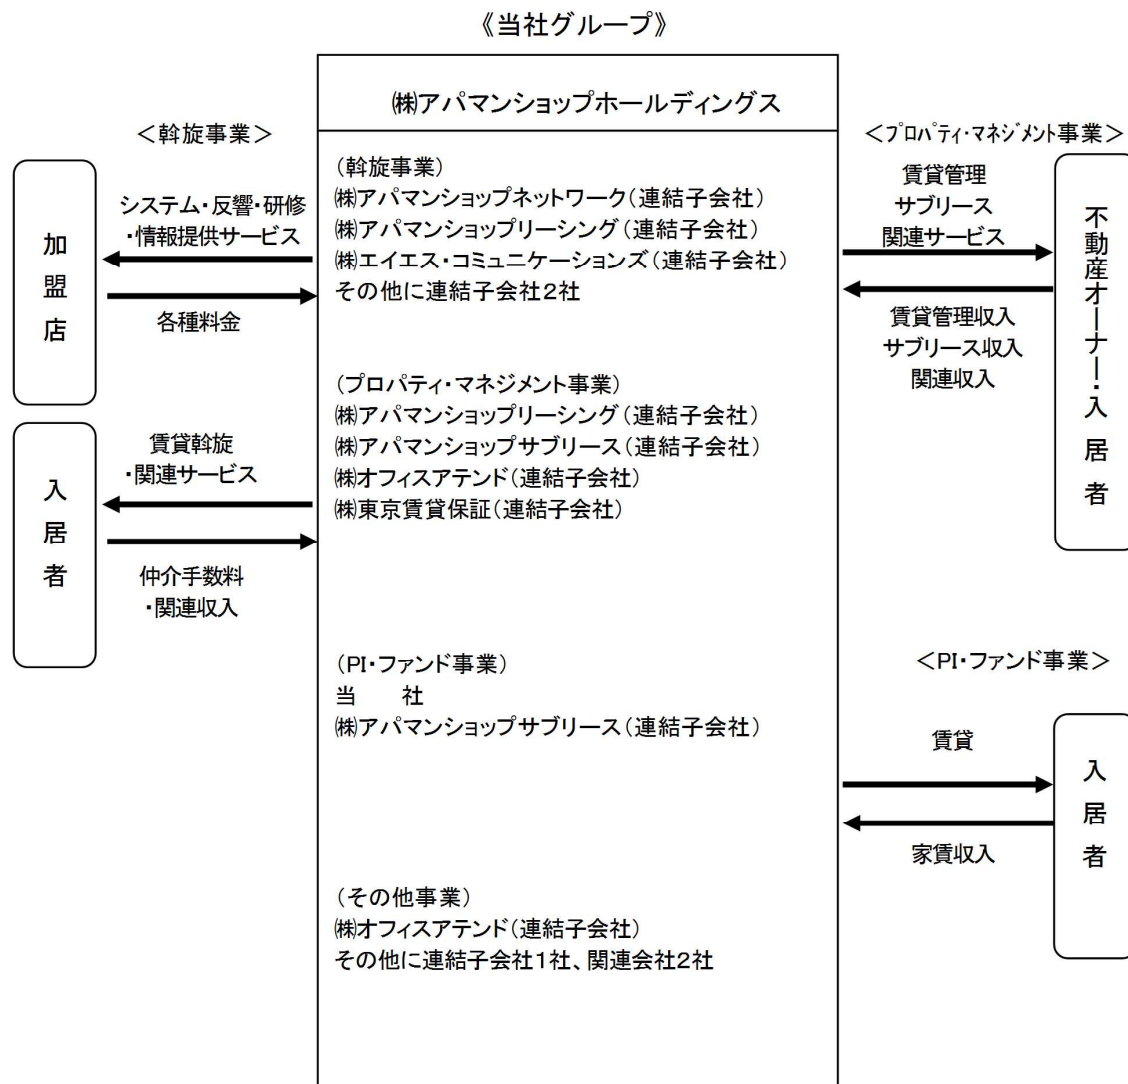 《当社グループ》
㈱アパマンショップホールディングス
＜斡旋事業＞
加盟店
システム・反響・研修
・情報提供サービス
各種料金
入居者
賃貸斡旋
・関連サービス
仲介手数料
・関連収入
(斡旋事業)
㈱アパマンショップネットワーク(連結子会社)
㈱アパマンショップリーシング(連結子会社)
㈱エイエス・コミュニケーションズ(連結子会社)
その他に連結子会社２社
(プロパティ・マネジメント事業)
㈱アパマンショップリーシング(連結子会社)
㈱アパマンショップサブリース(連結子会社)
㈱オフィスアテンド(連結子会社)
㈱東京賃貸保証(連結子会社)
(PI・ファンド事業)
当　　社
㈱アパマンショップサブリース(連結子会社)
(その他事業)
㈱オフィスアテンド(連結子会社)
その他に連結子会社１社、関連会社２社
＜ﾌﾟﾛﾊﾟﾃｨ・ﾏﾈｼﾞﾒﾝﾄ事業＞
賃貸管理
サブリース
関連サービス
賃貸管理収入
サブリース収入
関連収入
不動産オーナー・入居者
＜PI・ファンド事業＞
賃貸
家賃収入
入居者